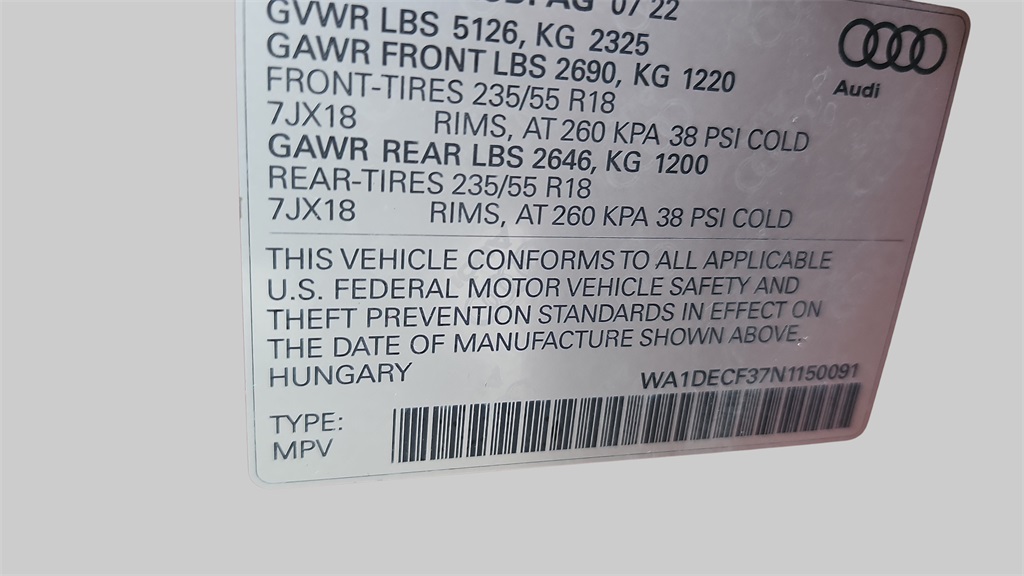 AG 07 22
GVWR LBS 5126, KG 2325
GAWR FRONT LBS 2690, KG 1220
FRONT-TIRES 235/55 R18
7JX18 RIMS, AT 260 KPA 38 PSI COLD
GAWR REAR LBS 2646, KG 1200
REAR-TIRES 235/55 R18
7JX18 RIMS, AT 260 KPA 38 PSI COLD
Audi
THIS VEHICLE CONFORMS TO ALL APPLICABLE
U.S. FEDERAL MOTOR VEHICLE SAFETY AND
THEFT PREVENTION STANDARDS IN EFFECT ON
THE DATE OF MANUFACTURE SHOWN ABOVE.
HUNGARY
WA1DECF37N1150091
TYPE:
MPV